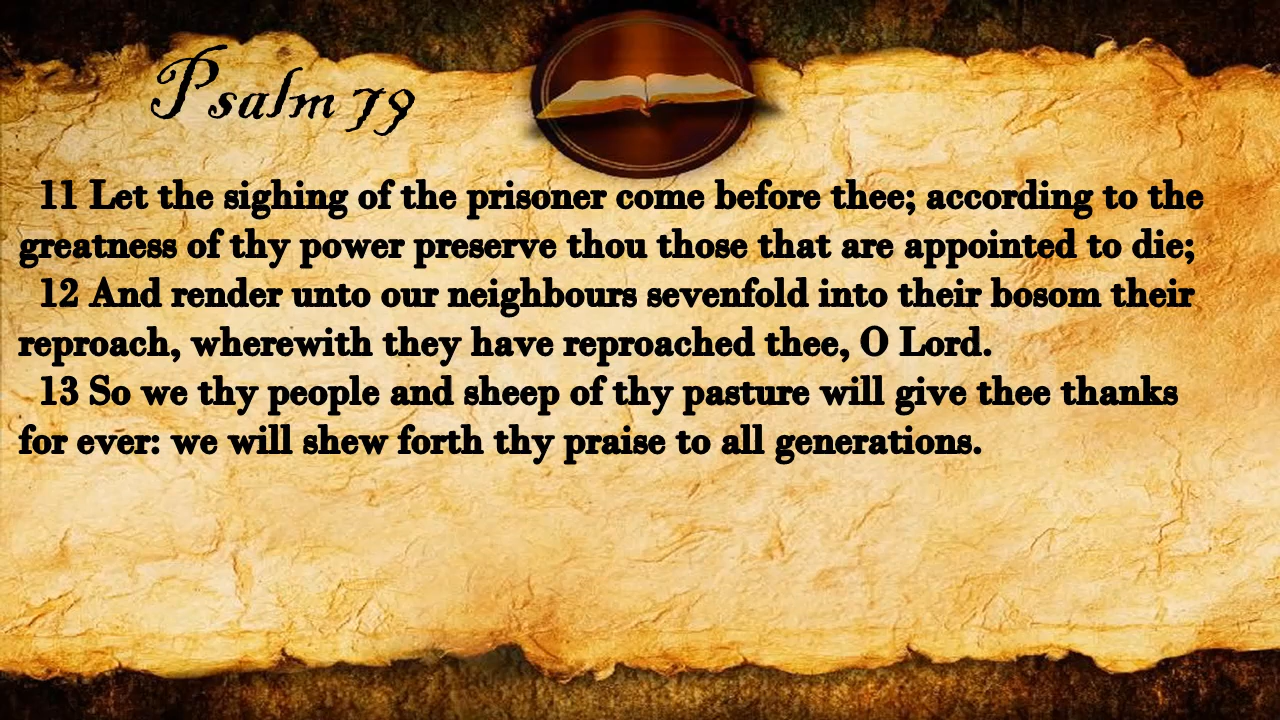 Psalm 79
11 Let the sighing of the prisoner come before thee; according to the
greatness of thy power preserve thou those that are appointed to die;
12 And render unto our neighbours sevenfold into their bosom their
reproach, wherewith they have reproached thee, O Lord.
13 So we thy people and sheep of thy pasture will give thee thanks
for ever: we will shew forth thy praise to all generations.